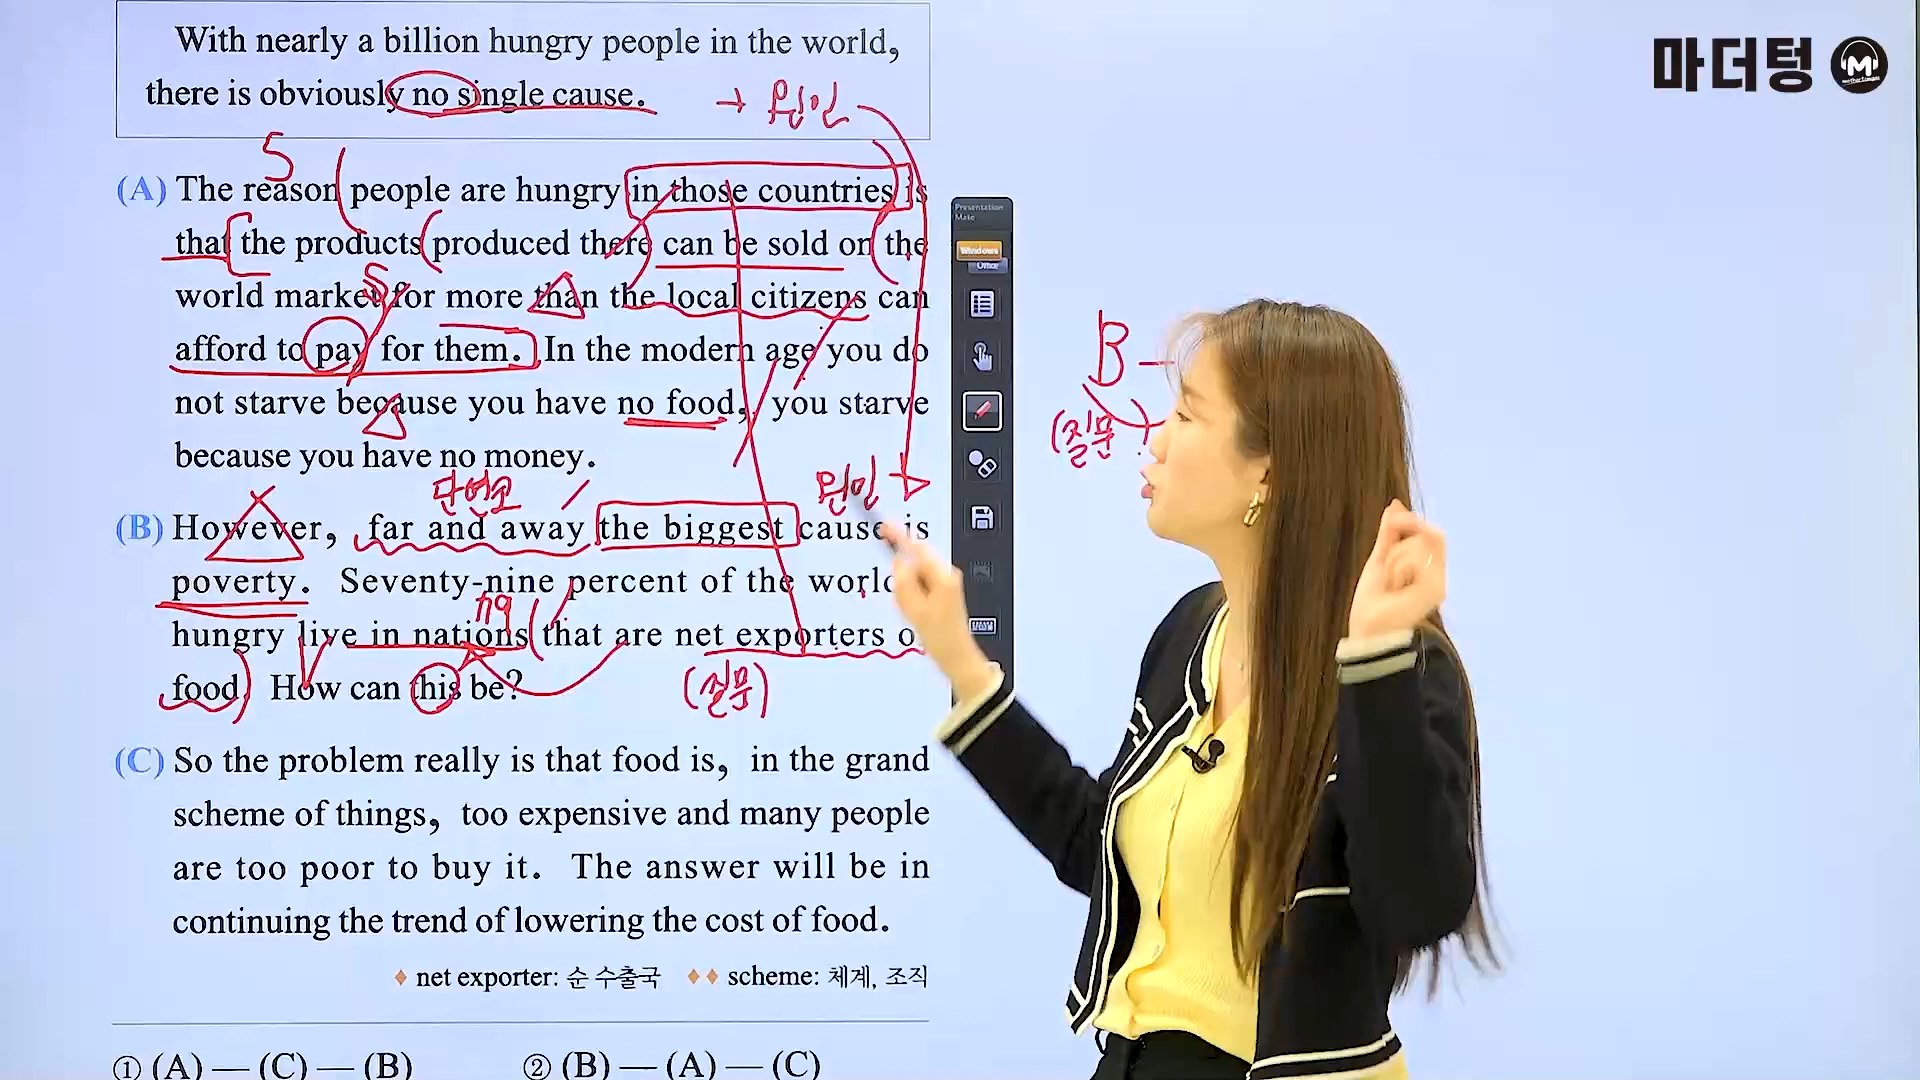 With nearly a billion hungry people in the world,
there is obviously no single cause.
→ 원인
마더텅
M
S
(A) The reason people are hungry in those countries is
that the products produced there can be sold on the
S
world market for more than the local citizens can
afford to pay for them. In the modern age you do
not starve because you have no food, you starve
because you have no money.
단연코
원인
(B) However, far and away the biggest cause is
poverty. Seventy-nine percent of the world
hungry live in nations that are net exporters o
food. How can this be?
(질문)
(C) So the problem really is that food is, in the grand
scheme of things, too expensive and many people
are too poor to buy it. The answer will be in
continuing the trend of lowering the cost of food.
♦ net exporter: 순 수출국 ♦♦ scheme: 체계, 조직
① (A) — (C) — (B) ② (B) — (A) — (C)
Presentation
Mate
Windows
Office
B –
(질문)